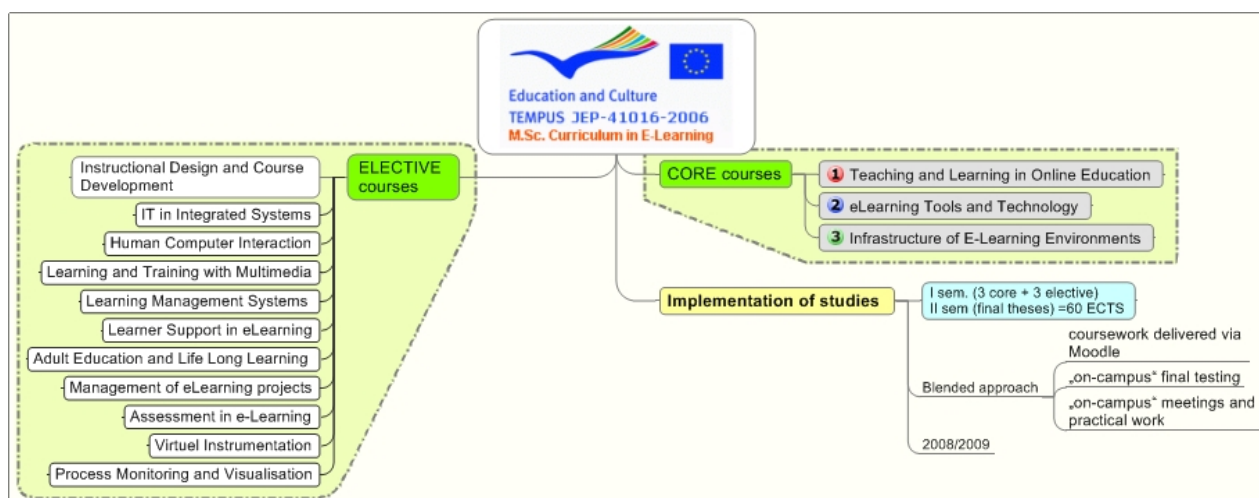 Education and Culture
TEMPUS JEP-41016-2006
M.Sc. Curriculum in E-Learning
ELECTIVE
courses
Instructional Design and Course
Development
IT in Integrated Systems
Human Computer Interaction
Learning and Training with Multimedia
Learning Management Systems
Learner Support in eLearning
Adult Education and Life Long Learning
Management of eLearning projects
Assessment in e-Learning
Virtuel Instrumentation
Process Monitoring and Visualisation
CORE courses
1 Teaching and Learning in Online Education
2 eLearning Tools and Technology
3 Infrastructure of E-Learning Environments
Implementation of studies
I sem. (3 core + 3 elective)
II sem (final theses) =60 ECTS
Blended approach
coursework delivered via
Moodle
„on-campus“ final testing
„on-campus“ meetings and
practical work
2008/2009